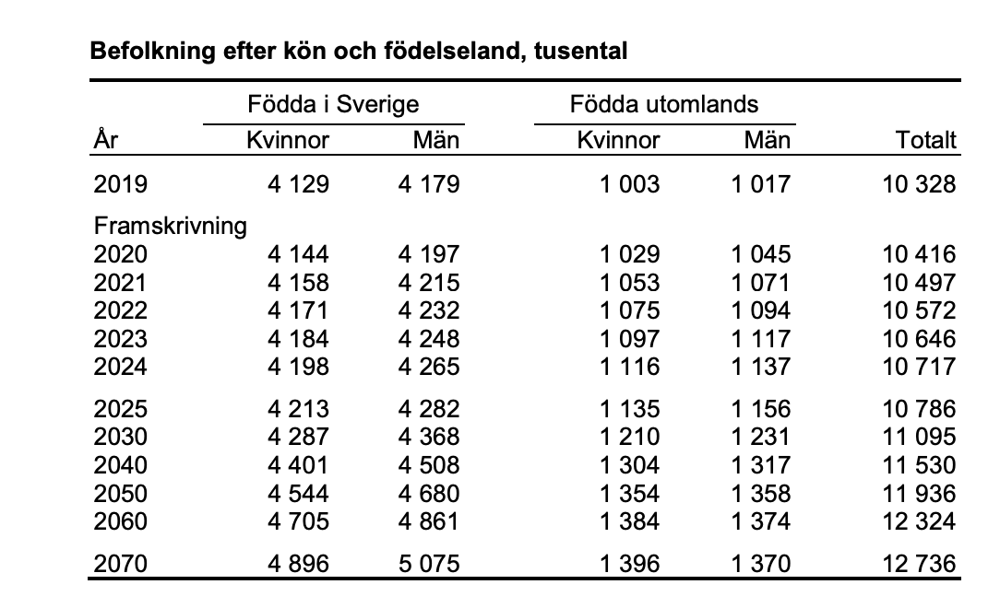 Befolkning efter kön och födelseland, tusental
Födda i Sverige Födda utomlands
År Kvinnor Män Kvinnor Män Totalt
2019 4 129 4 179 1 003 1 017 10 328
Framskrivning
2020 4 144 4 197 1 029 1 045 10 416
2021 4 158 4 215 1 053 1 071 10 497
2022 4 171 4 232 1 075 1 094 10 572
2023 4 184 4 248 1 097 1 117 10 646
2024 4 198 4 265 1 116 1 137 10 717
2025 4 213 4 282 1 135 1 156 10 786
2030 4 287 4 368 1 210 1 231 11 095
2040 4 401 4 508 1 304 1 317 11 530
2050 4 544 4 680 1 354 1 358 11 936
2060 4 705 4 861 1 384 1 374 12 324
2070 4 896 5 075 1 396 1 370 12 736